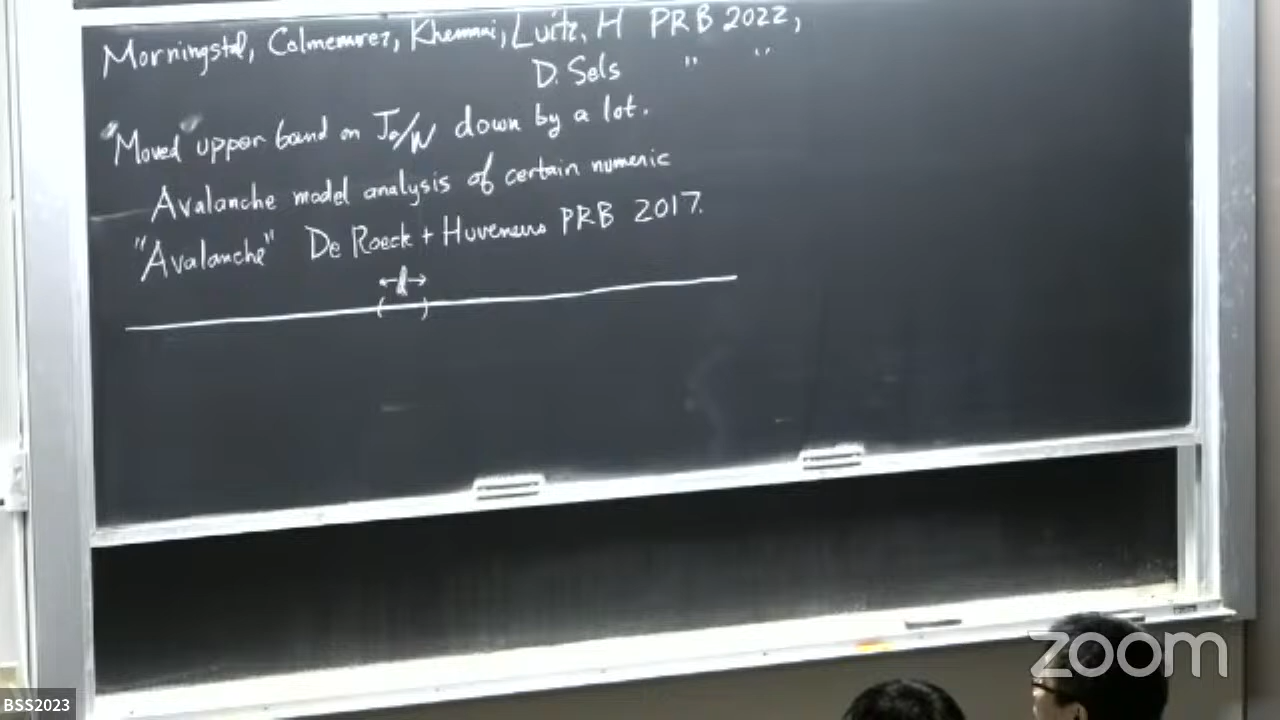 Morningstal, Colmenarez, Khemani, Luitz, H PRB 2022,
D. Sels " "
"Moved" upper bound on J₀/W down by a lot.
Avalanche model analysis of certain numeric
"Avalanche" De Roeck + Huveneers PRB 2017.
( )
zoom
BSS2023